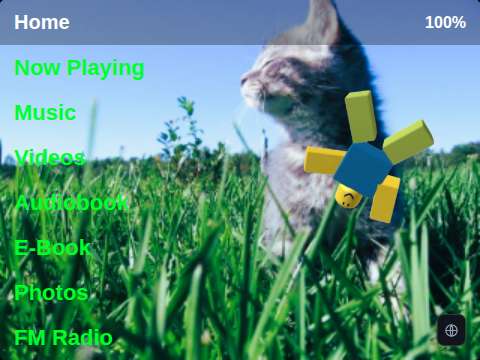 Home
100%
Now Playing
Music
Videos
Audiobook
E-Book
Photos
FM Radio